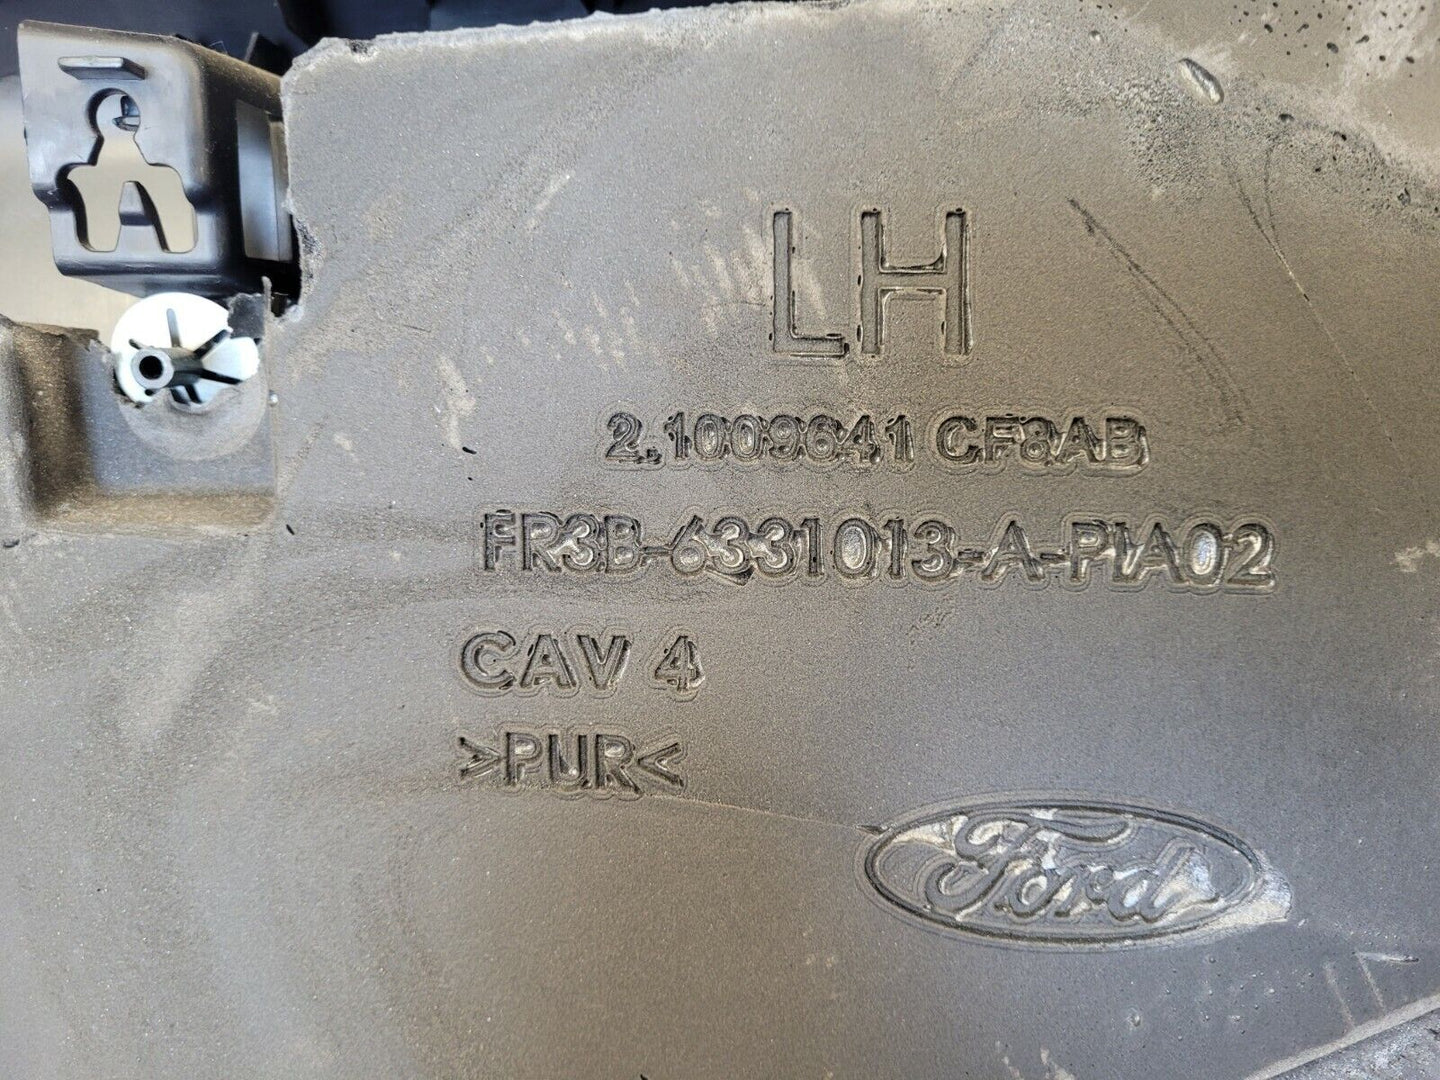 LH
2.1009641 CF8AB
FR3B-6331013-A-PIA02
CAV 4
>PUR<
Ford